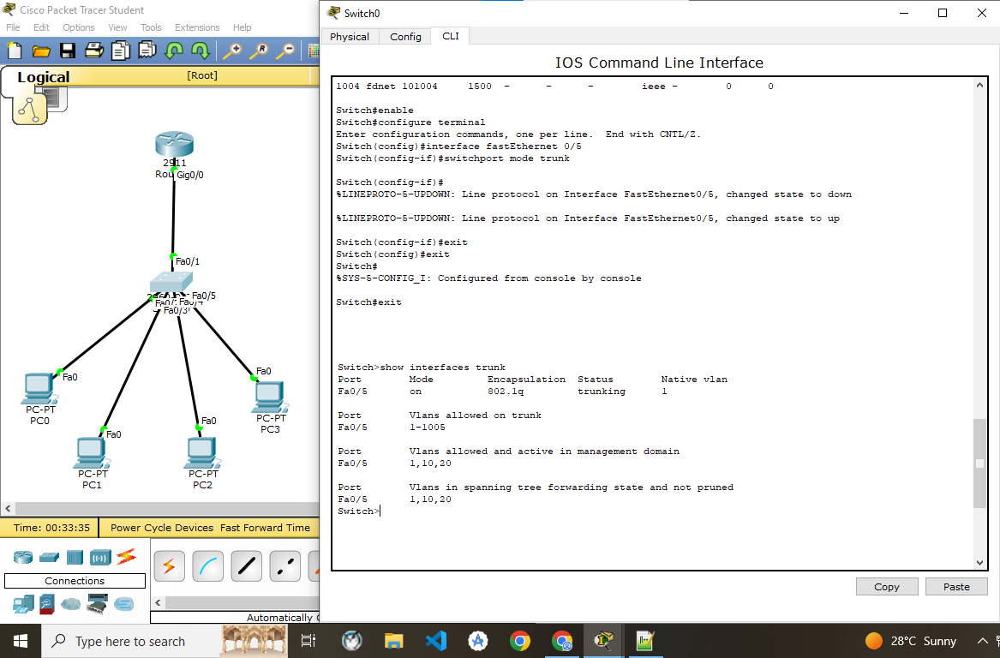 Cisco Packet Tracer Student
File Edit Options View Tools Extensions Help
Logical
[Root]
2911
Gig0/0
Fa0/1
Fa0/5
Fa0/4
Fa0/3
Fa0
PC-PT
PC0
Fa0
PC-PT
PC1
Fa0
PC-PT
PC2
Fa0
PC-PT
PC3
Time: 00:33:35
Power Cycle Devices Fast Forward Time
Connections
Automatically
Switch0
Physical Config CLI
IOS Command Line Interface
1004 fdnet 101004 1500 - - - ieee - 0 0
Switch#enable
Switch#configure terminal
Enter configuration commands, one per line. End with CNTL/Z.
Switch(config)#interface fastEthernet 0/5
Switch(config-if)#switchport mode trunk
Switch(config-if)#
%LINEPROTO-5-UPDOWN: Line protocol on Interface FastEthernet0/5, changed state to down
%LINEPROTO-5-UPDOWN: Line protocol on Interface FastEthernet0/5, changed state to up
Switch(config-if)#exit
Switch(config)#exit
Switch#
%SYS-5-CONFIG_I: Configured from console by console
Switch#exit
Switch>show interfaces trunk
Port Mode Encapsulation Status Native vlan
Fa0/5 on 802.1q trunking 1
Port Vlans allowed on trunk
Fa0/5 1-1005
Port Vlans allowed and active in management domain
Fa0/5 1,10,20
Port Vlans in spanning tree forwarding state and not pruned
Fa0/5 1,10,20
Switch>
Copy Paste
Type here to search
28°C Sunny